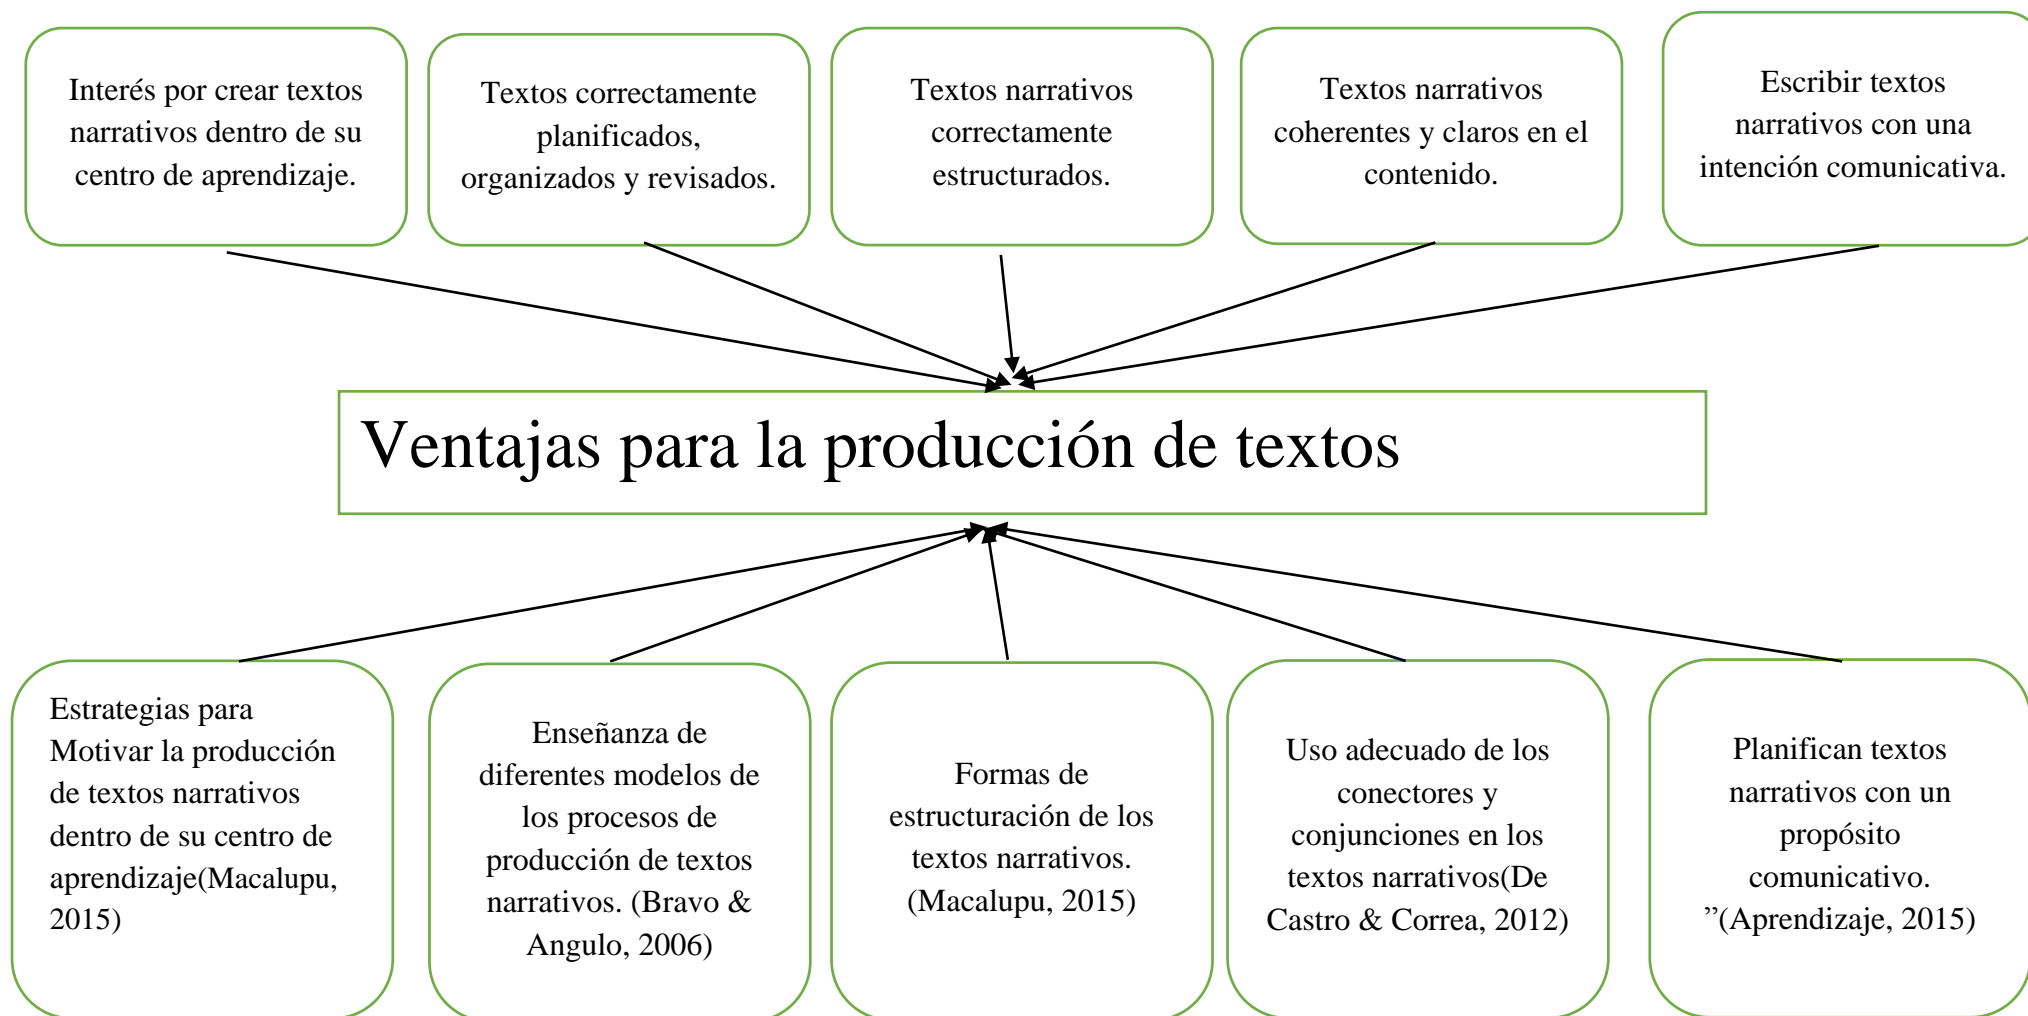 Interés por crear textos
narrativos dentro de su
centro de aprendizaje.
Textos correctamente
planificados,
organizados y revisados.
Textos narrativos
correctamente
estructurados.
Textos narrativos
coherentes y claros en el
contenido.
Escribir textos
narrativos con una
intención comunicativa.
Ventajas para la producción de textos
Estrategias para
Motivar la producción
de textos narrativos
dentro de su centro de
aprendizaje(Macalupu,
2015)
Enseñanza de
diferentes modelos de
los procesos de
producción de textos
narrativos. (Bravo &
Angulo, 2006)
Formas de
estructuración de los
textos narrativos.
(Macalupu, 2015)
Uso adecuado de los
conectores y
conjunciones en los
textos narrativos(De
Castro & Correa, 2012)
Planifican textos
narrativos con un
propósito
comunicativo.
”(Aprendizaje, 2015)